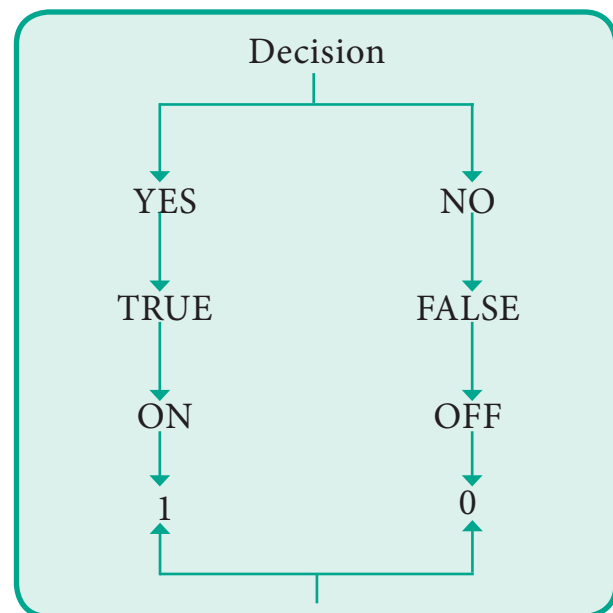 Decision
YES NO
TRUE FALSE
ON OFF
1 0